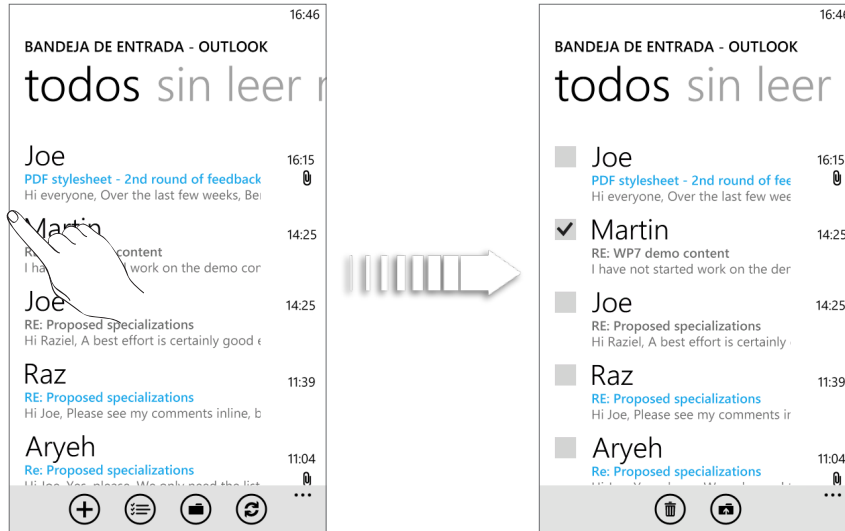 16:46
BANDEJA DE ENTRADA - OUTLOOK
todos sin leer
Joe
16:15
PDF stylesheet - 2nd round of feedback
Hi everyone, Over the last few weeks, Be
Martin
14:25
content
I ha work on the demo cor
Joe
14:25
RE: Proposed specializations
Hi Raziel, A best effort is certainly good
Raz
11:39
RE: Proposed specializations
Hi Joe, Please see my comments inline, b
Aryeh
11:04
Re: Proposed specializations
16:46
BANDEJA DE ENTRADA - OUTLOOK
todos sin leer
Joe
16:15
PDF stylesheet - 2nd round of fee
Hi everyone, Over the last few wee
Martin
14:25
RE: WP7 demo content
I have not started work on the der
Joe
14:25
RE: Proposed specializations
Hi Raziel, A best effort is certainly
Raz
11:39
RE: Proposed specializations
Hi Joe, Please see my comments ir
Aryeh
11:04
Re: Proposed specializations